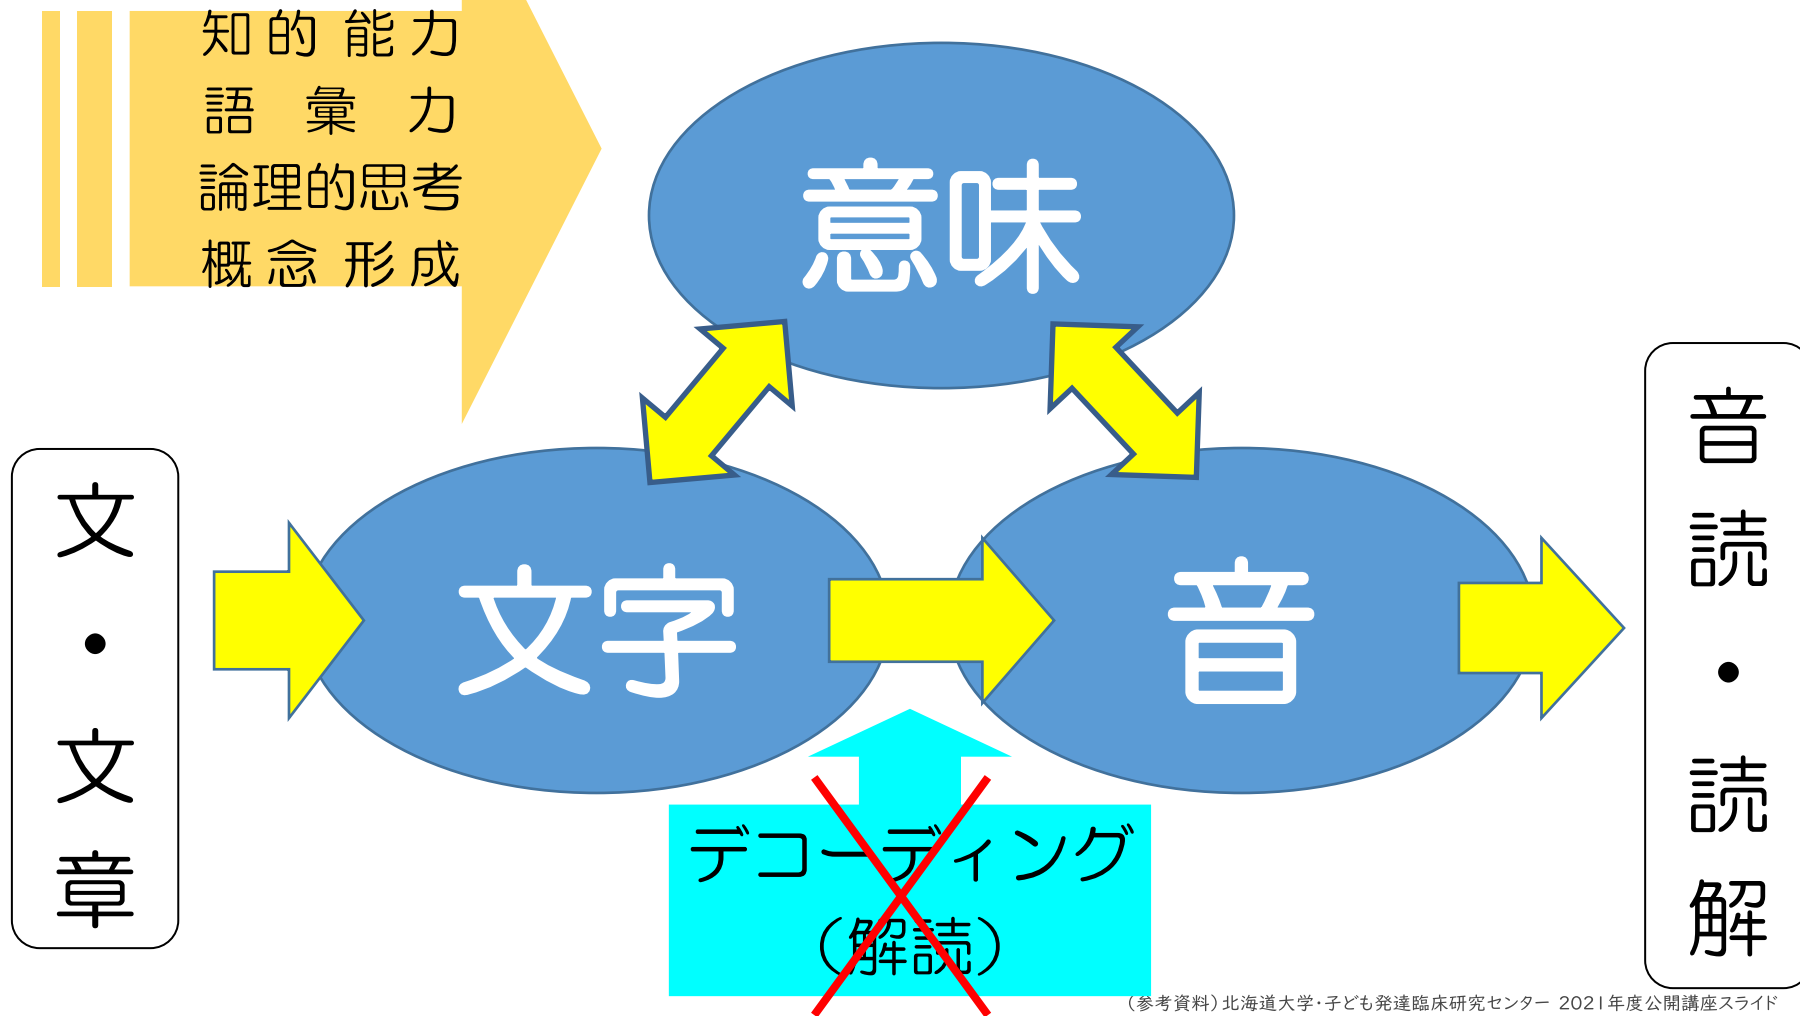 知的能力
語彙力
論理的思考
概念形成
意味
文・文章
文字
音
音読・読解
デコーディング
（解読）
（参考資料）北海道大学・子ども発達臨床研究センター 2021年度公開講座スライド